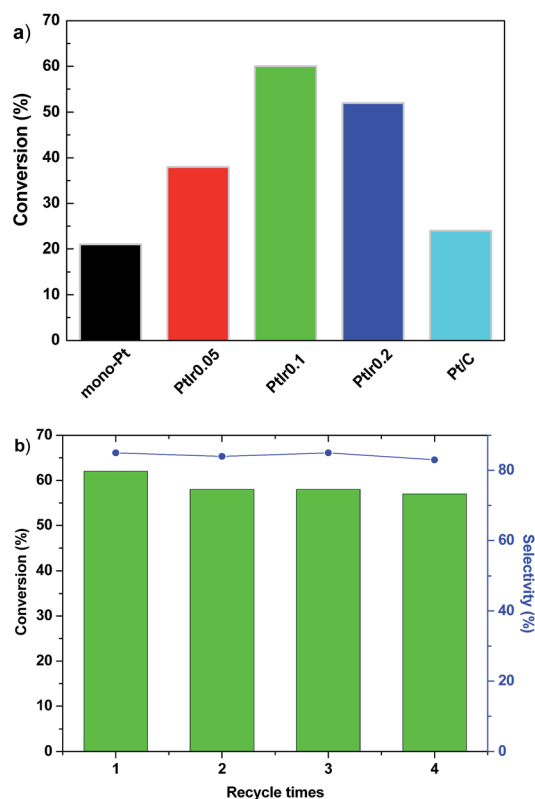 a)
Conversion (%)
70
60
50
40
30
20
10
0
mono-Pt
PtIr0.05
PtIr0.1
PtIr0.2
Pt/C
b)
Conversion (%)
70
60
50
40
30
20
10
0
80
60
40
20
0
Selectivity (%)
1 2 3 4
Recycle times